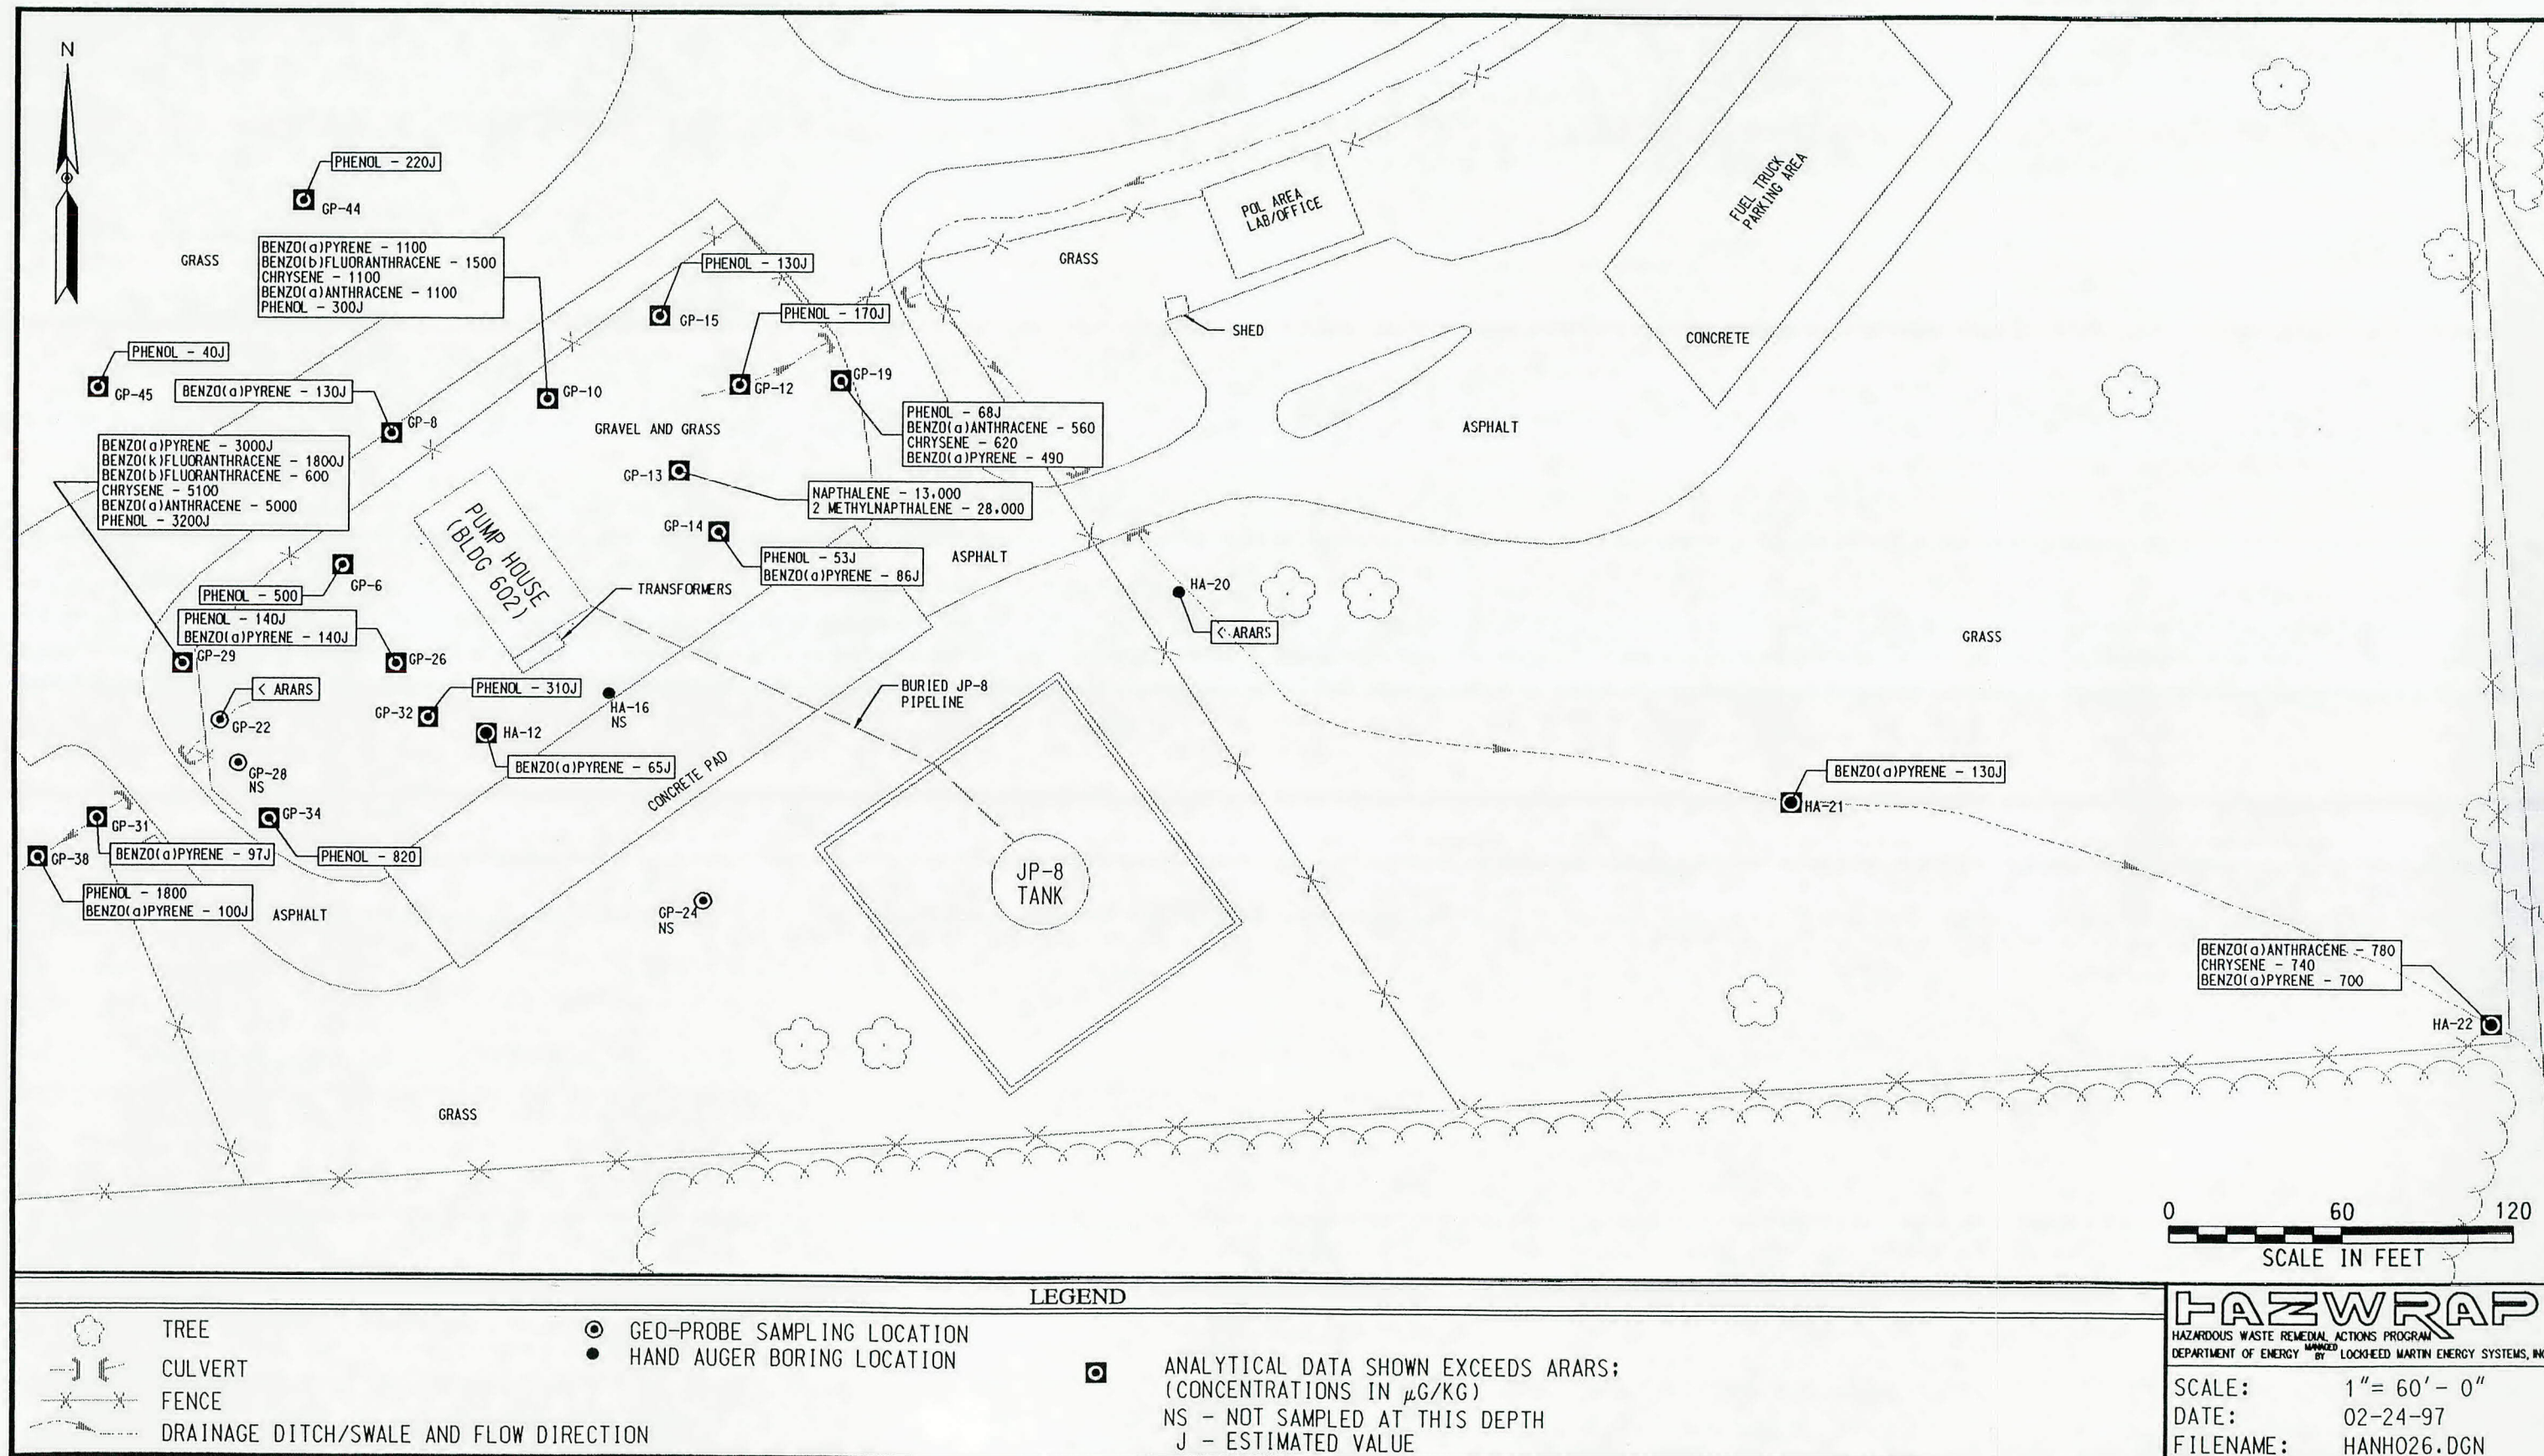 N
PHENOL - 220J
GP-44
GRASS
BENZO(a)PYRENE - 1100
BENZO(b)FLUORANTHRACENE - 1500
CHRYSENE - 1100
BENZO(a)ANTHRACENE - 1100
PHENOL - 300J
GP-10
PHENOL - 130J
GP-15
PHENOL - 170J
GP-12
GP-19
PHENOL - 68J
BENZO(a)ANTHRACENE - 560
CHRYSENE - 620
BENZO(a)PYRENE - 490
GRASS
POL AREA
LAB/OFFICE
SHED
FUEL TRUCK
PARKING AREA
CONCRETE
ASPHALT
PHENOL - 40J
GP-45
BENZO(a)PYRENE - 130J
GP-8
GRAVEL AND GRASS
BENZO(a)PYRENE - 3000J
BENZO(k)FLUORANTHRACENE - 1800J
BENZO(b)FLUORANTHRACENE - 600
CHRYSENE - 5100
BENZO(a)ANTHRACENE - 5000
PHENOL - 3200J
GP-29
GP-13
NAPTHALENE - 13,000
2 METHYLNAPTHALENE - 28,000
GP-14
PHENOL - 53J
BENZO(a)PYRENE - 86J
ASPHALT
PUMP HOUSE
(BLDG 602)
TRANSFORMERS
GP-6
PHENOL - 500
PHENOL - 140J
BENZO(a)PYRENE - 140J
GP-26
HA-20
< ARARS
GRASS
< ARARS
GP-22
PHENOL - 310J
GP-32
HA-16
NS
HA-12
BENZO(a)PYRENE - 65J
BURIED JP-8
PIPELINE
CONCRETE PAD
GP-28
NS
GP-34
PHENOL - 820
GP-31
BENZO(a)PYRENE - 97J
GP-38
PHENOL - 1800
BENZO(a)PYRENE - 100J
ASPHALT
GP-24
NS
JP-8
TANK
BENZO(a)PYRENE - 130J
HA-21
BENZO(a)ANTHRACENE - 780
CHRYSENE - 740
BENZO(a)PYRENE - 700
HA-22
GRASS
0 60 120
SCALE IN FEET
LEGEND
TREE
CULVERT
FENCE
DRAINAGE DITCH/SWALE AND FLOW DIRECTION
GEO-PROBE SAMPLING LOCATION
HAND AUGER BORING LOCATION
ANALYTICAL DATA SHOWN EXCEEDS ARARS;
(CONCENTRATIONS IN µG/KG)
NS - NOT SAMPLED AT THIS DEPTH
J - ESTIMATED VALUE
HAZWRAP
HAZARDOUS WASTE REMEDIAL ACTIONS PROGRAM
DEPARTMENT OF ENERGY MANAGED BY LOCKHEED MARTIN ENERGY SYSTEMS, INC
SCALE: 1"= 60'- 0"
DATE: 02-24-97
FILENAME: HANH026.DGN